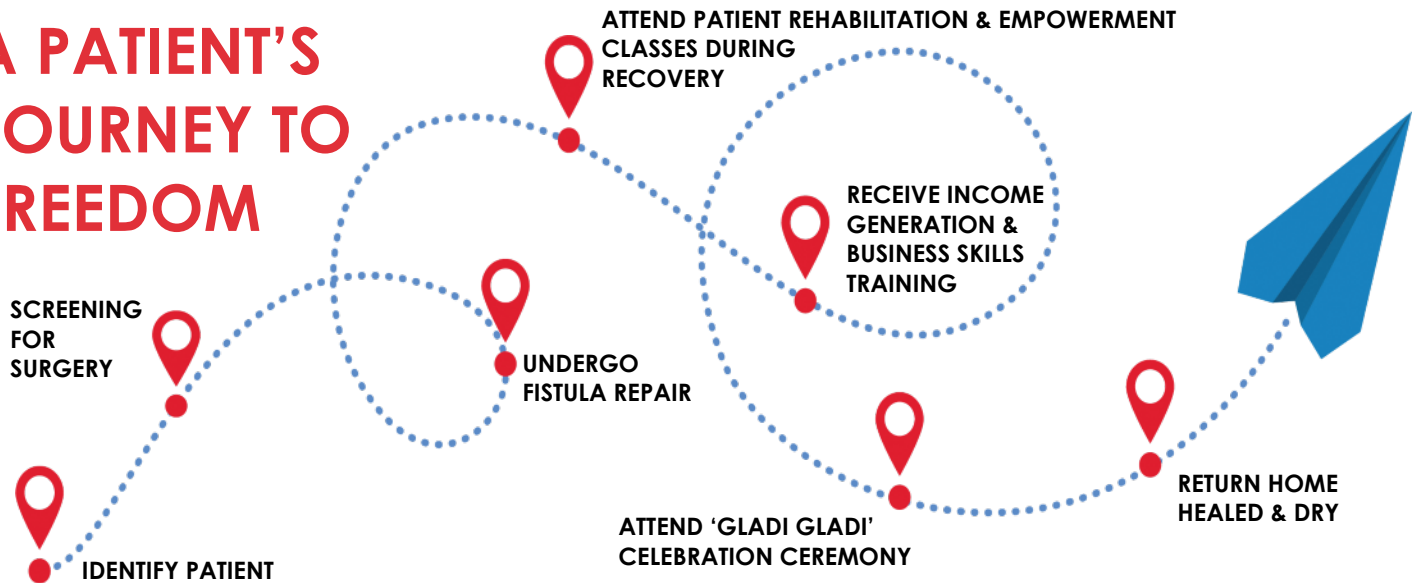 A PATIENT'S
OURNEY TO
REEDOM
IDENTIFY PATIENT
SCREENING
FOR
SURGERY
UNDERGO
FISTULA REPAIR
ATTEND PATIENT REHABILITATION & EMPOWERMENT
CLASSES DURING
RECOVERY
RECEIVE INCOME
GENERATION &
BUSINESS SKILLS
TRAINING
ATTEND ‘GLADI GLADI’
CELEBRATION CEREMONY
RETURN HOME
HEALED & DRY